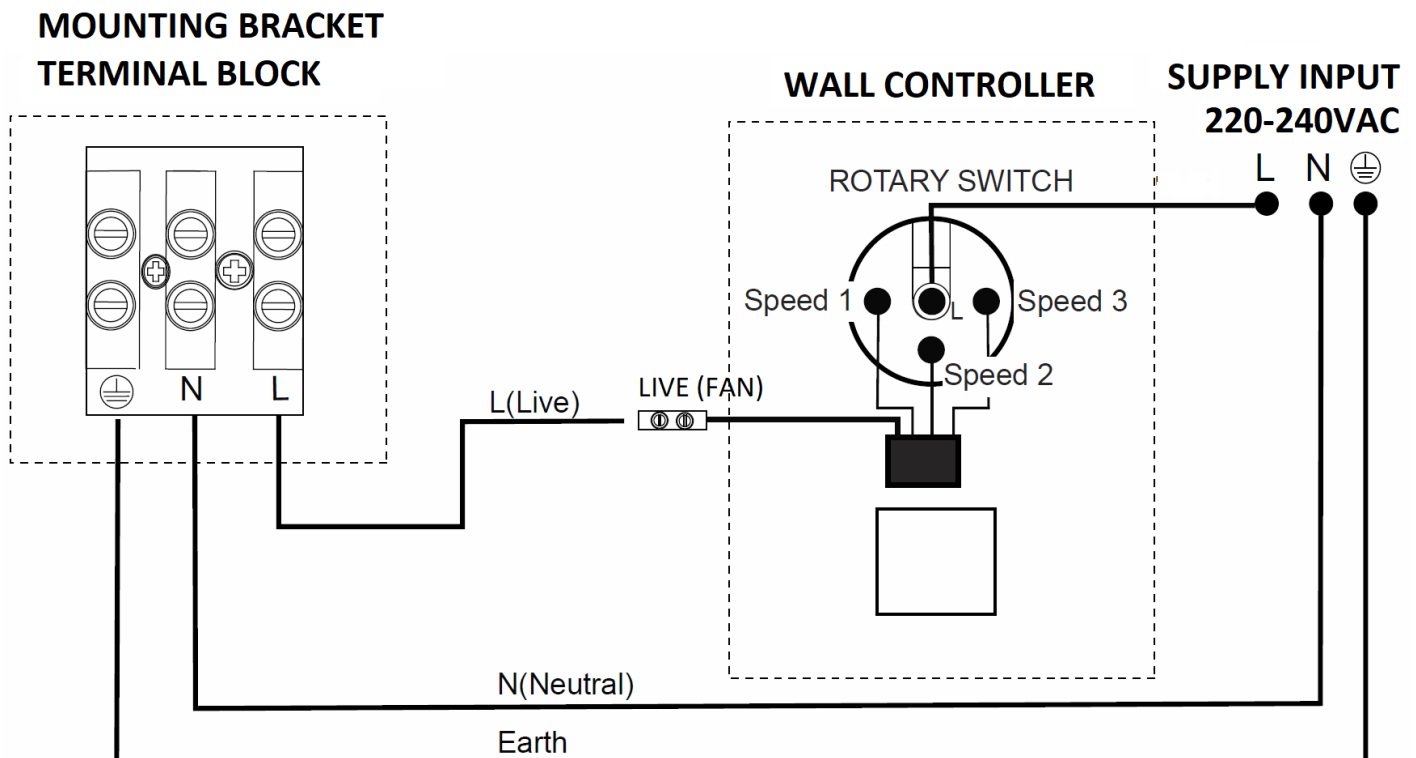 MOUNTING BRACKET
TERMINAL BLOCK
WALL CONTROLLER
SUPPLY INPUT
220-240VAC
L N
ROTARY SWITCH
Speed 1
L
Speed 3
Speed 2
N L
L(Live)
LIVE (FAN)
N(Neutral)
Earth